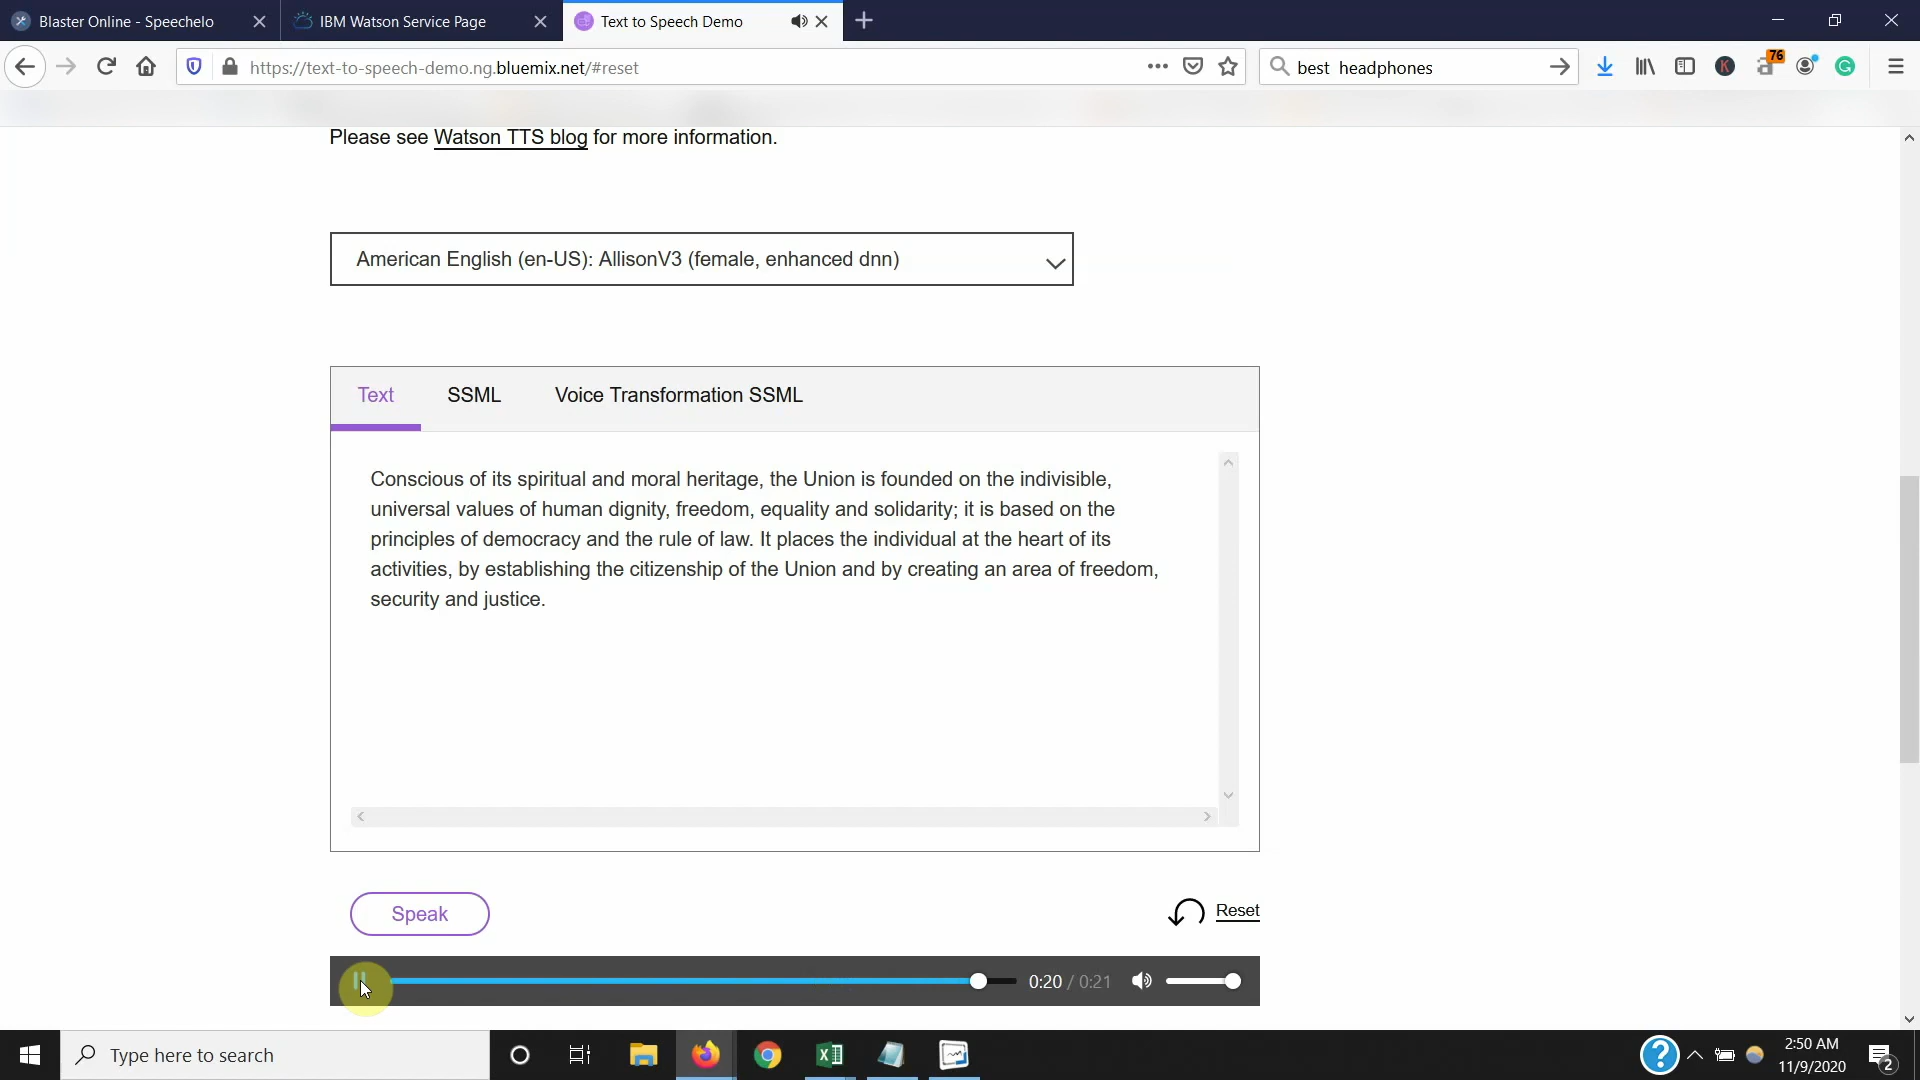 Blaster Online - Speechelo
IBM Watson Service Page
Text to Speech Demo
https://text-to-speech-demo.ng.bluemix.net/#reset
best headphones
76
Please see Watson TTS blog for more information.
American English (en-US): AllisonV3 (female, enhanced dnn)
Text
SSML
Voice Transformation SSML
Conscious of its spiritual and moral heritage, the Union is founded on the indivisible,
universal values of human dignity, freedom, equality and solidarity; it is based on the
principles of democracy and the rule of law. It places the individual at the heart of its
activities, by establishing the citizenship of the Union and by creating an area of freedom,
security and justice.
Speak
Reset
0:20 / 0:21
Type here to search
2:50 AM
11/9/2020
2